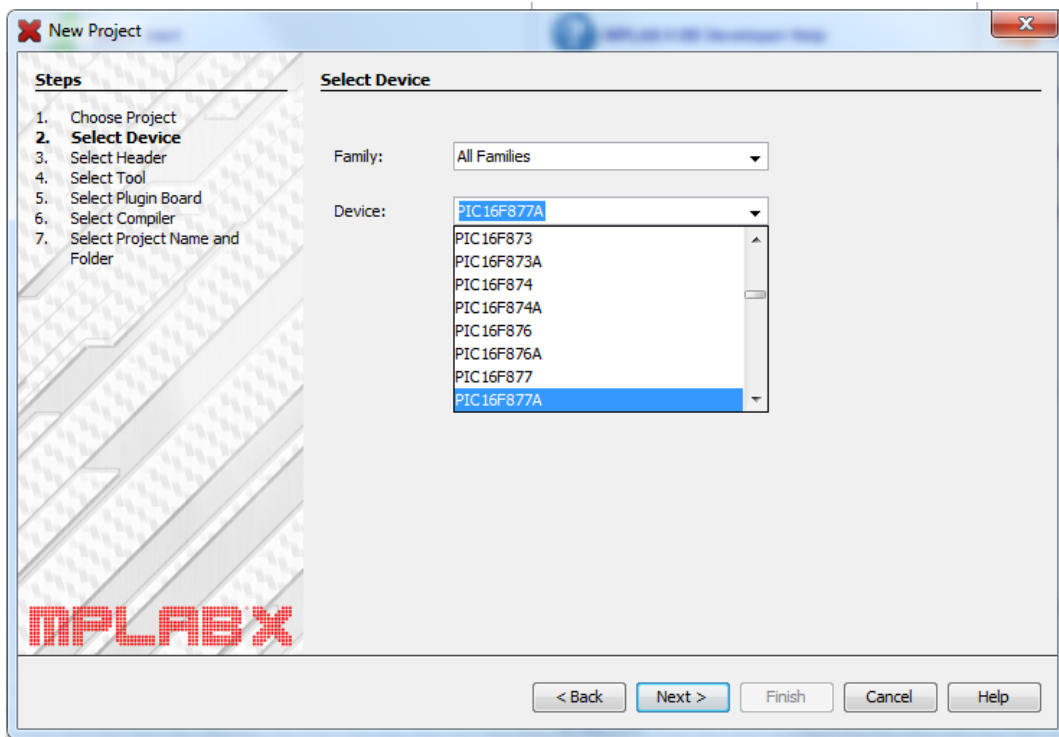 New Project
Steps
1. Choose Project
2. Select Device
3. Select Header
4. Select Tool
5. Select Plugin Board
6. Select Compiler
7. Select Project Name and
Folder
MPLAB X
Select Device
Family: All Families
Device: PIC16F877A
PIC16F873
PIC16F873A
PIC16F874
PIC16F874A
PIC16F876
PIC16F876A
PIC16F877
PIC16F877A
< Back Next > Finish Cancel Help